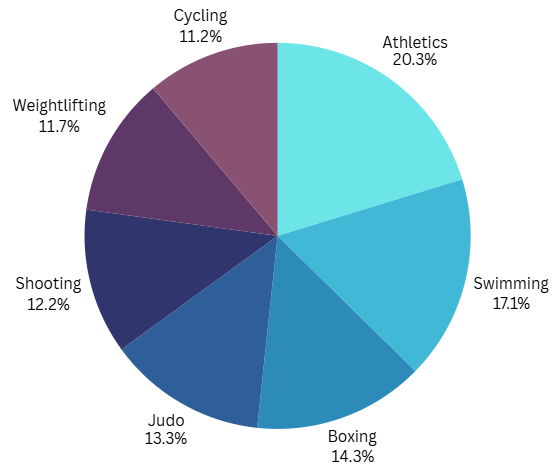 Cycling
11.2%
Athletics
20.3%
Weightlifting
11.7%
Swimming
17.1%
Shooting
12.2%
Judo
13.3%
Boxing
14.3%